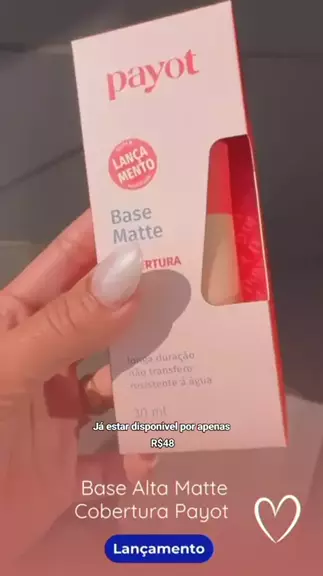 payot
LANÇA
MENTO
Base
Matte
ERTURA
longa duração
não transfere
resistente à água
30 ml
Já estar disponível por apenas
R$48
Base Alta Matte
Cobertura Payot
Lançamento